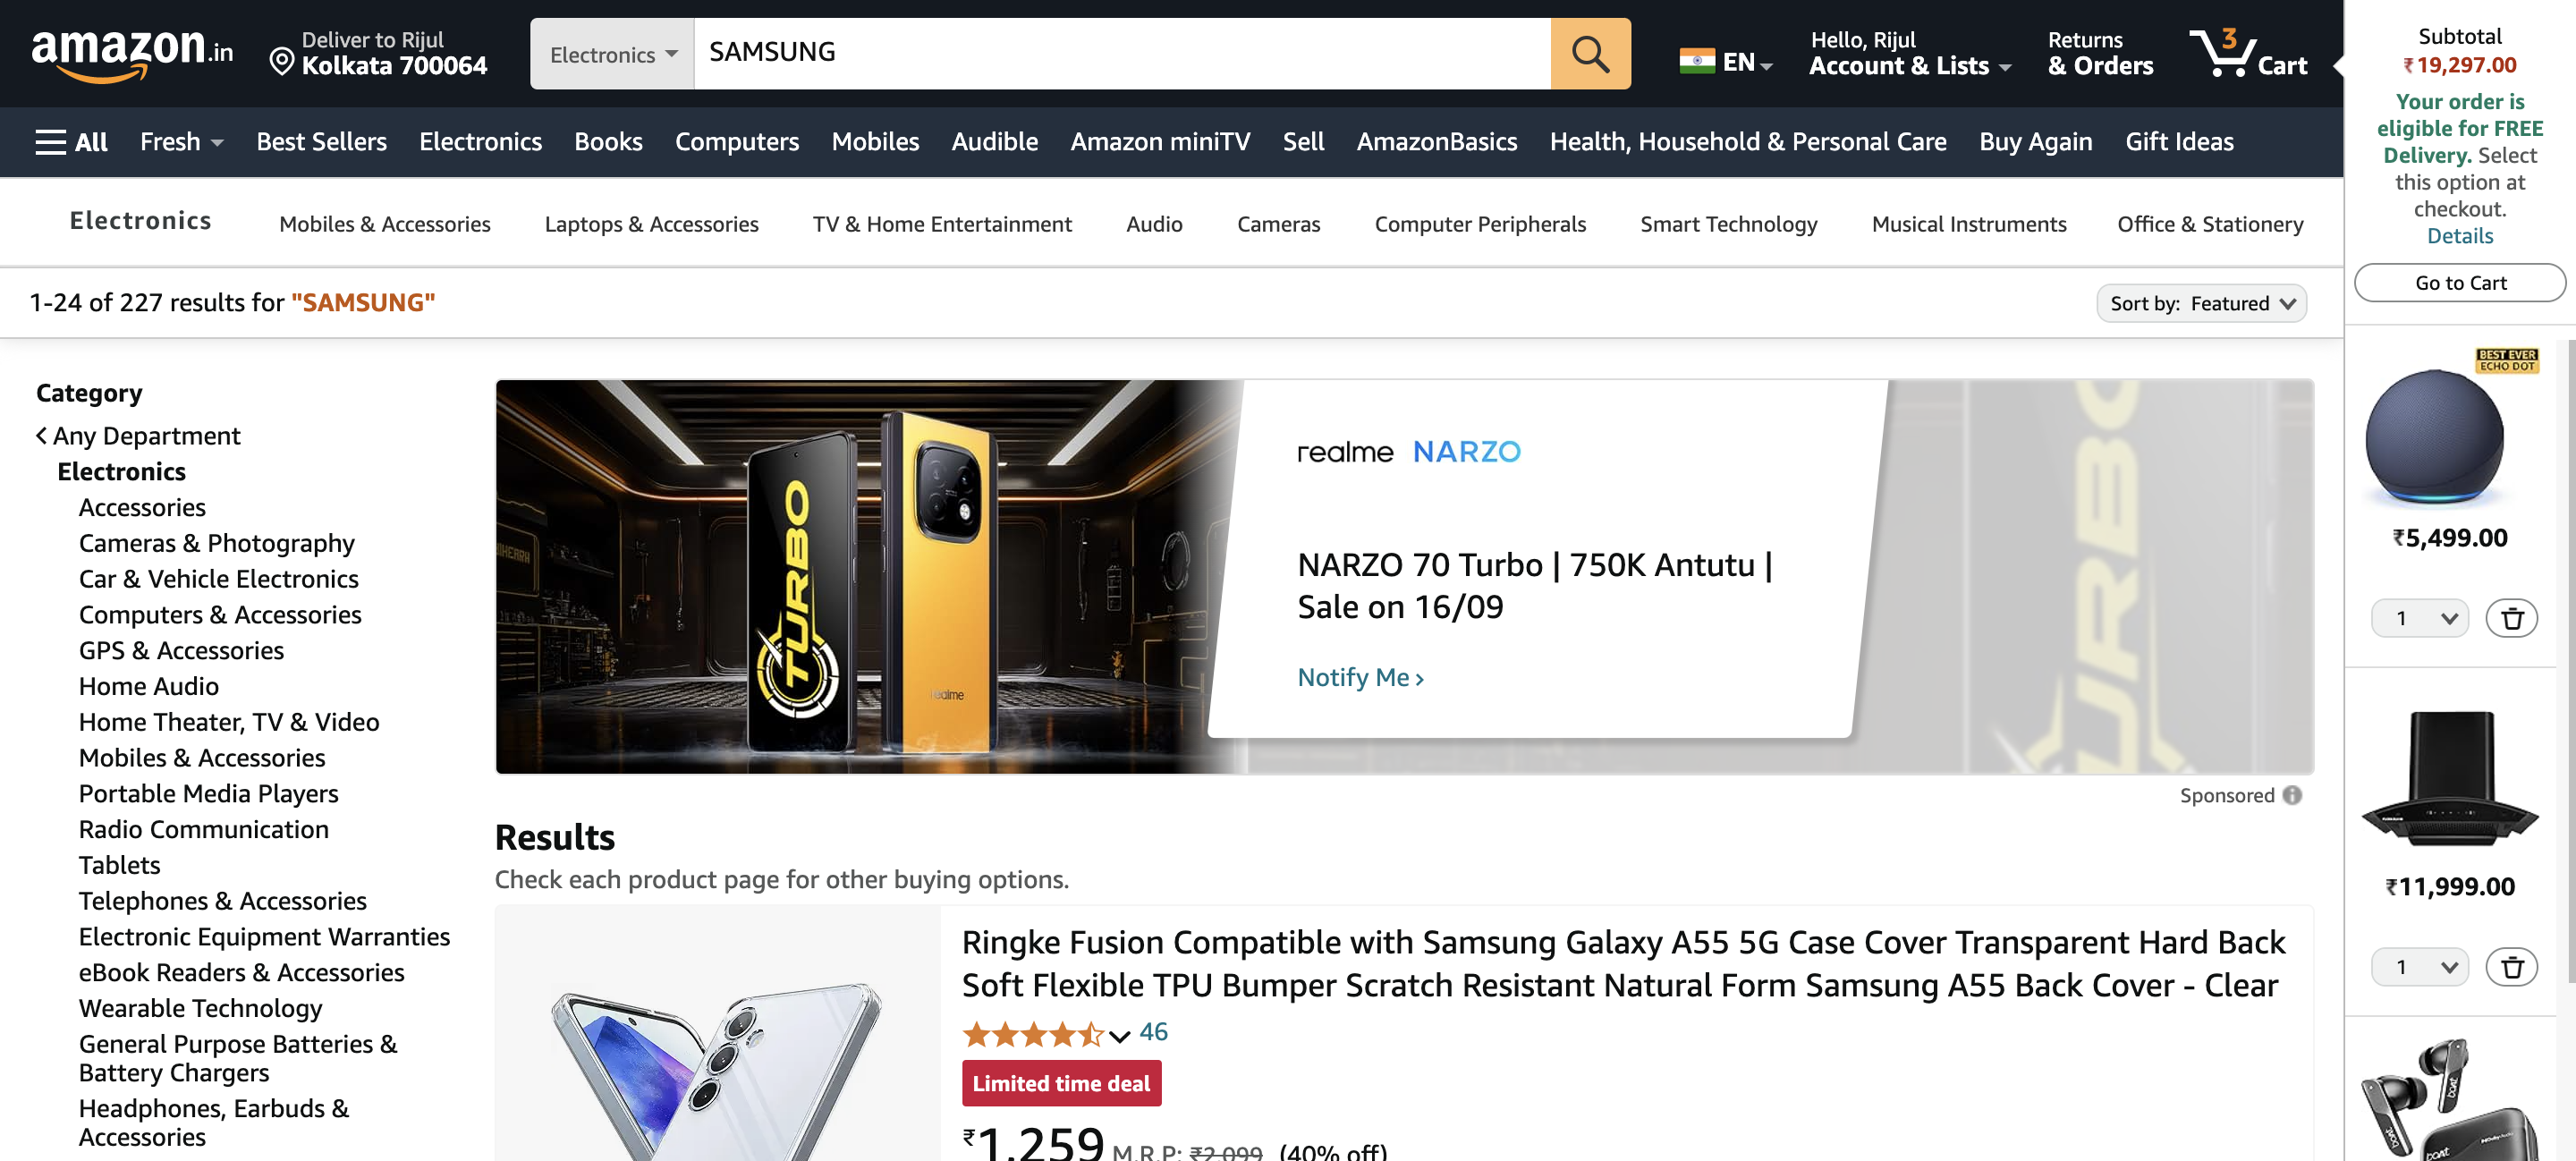 amazon.in
Deliver to Rijul
Kolkata 700064
Electronics
SAMSUNG
EN
Hello, Rijul
Account & Lists
Returns
& Orders
3
Cart
All
Fresh
Best Sellers
Electronics
Books
Computers
Mobiles
Audible
Amazon miniTV
Sell
AmazonBasics
Health, Household & Personal Care
Buy Again
Gift Ideas
Electronics
Mobiles & Accessories
Laptops & Accessories
TV & Home Entertainment
Audio
Cameras
Computer Peripherals
Smart Technology
Musical Instruments
Office & Stationery
1-24 of 227 results for "SAMSUNG"
Sort by: Featured
Category
Any Department
Electronics
Accessories
Cameras & Photography
Car & Vehicle Electronics
Computers & Accessories
GPS & Accessories
Home Audio
Home Theater, TV & Video
Mobiles & Accessories
Portable Media Players
Radio Communication
Tablets
Telephones & Accessories
Electronic Equipment Warranties
eBook Readers & Accessories
Wearable Technology
General Purpose Batteries &
Battery Chargers
Headphones, Earbuds &
Accessories
TURBO
realme
realme NARZO
NARZO 70 Turbo | 750K Antutu |
Sale on 16/09
Notify Me ›
TURBO
Sponsored
Results
Check each product page for other buying options.
Ringke Fusion Compatible with Samsung Galaxy A55 5G Case Cover Transparent Hard Back
Soft Flexible TPU Bumper Scratch Resistant Natural Form Samsung A55 Back Cover - Clear
46
Limited time deal
₹1,259 M.R.P: ₹2,099 (40% off)
Subtotal
₹19,297.00
Your order is
eligible for FREE
Delivery. Select
this option at
checkout.
Details
Go to Cart
BEST EVER
ECHO DOT
₹5,499.00
1
₹11,999.00
1
boAt
boAt
boAt